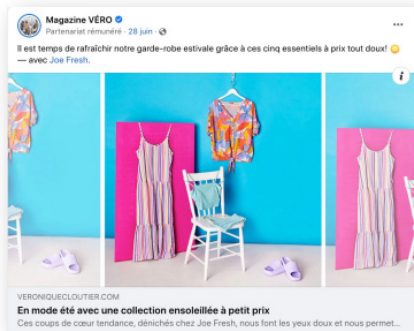 Magazine VÉRO
Partenariat rémunéré · 28 juin ·
Il est temps de rafraîchir notre garde-robe estivale grâce à ces cinq essentiels à prix tout doux!
— avec Joe Fresh.
VERONIQUECLOUTIER.COM
En mode été avec une collection ensoleillée à petit prix
Ces coups de cœur tendance, dénichés chez Joe Fresh, nous font les yeux doux et nous permet...